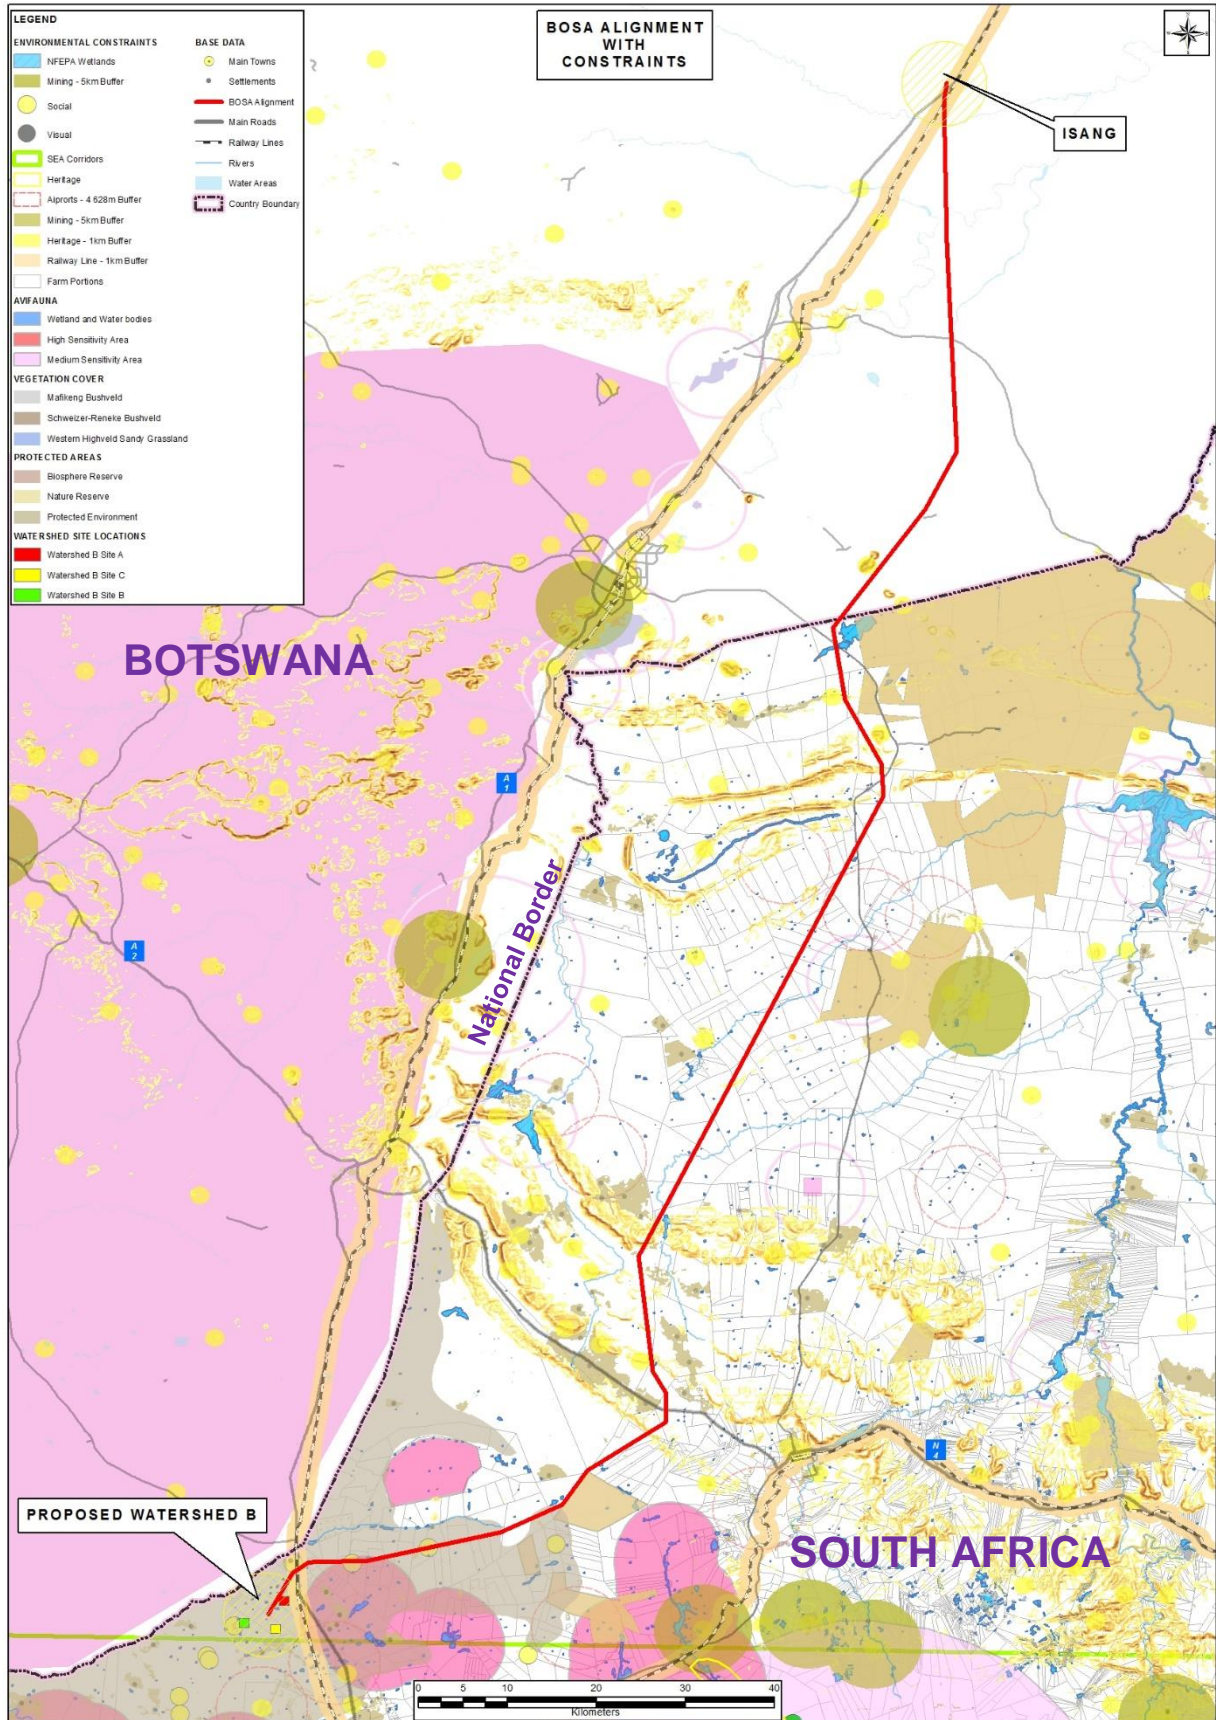 LEGEND
ENVIRONMENTAL CONSTRAINTS
NFEPA Wetlands
Mining - 5km Buffer
Social
Visual
SEA Corridors
Heritage
Aiprorts - 4 628m Buffer
Mining - 5km Buffer
Heritage - 1km Buffer
Railway Line - 1km Buffer
Farm Portions
AVIFAUNA
Wetland and Water bodies
High Sensitivity Area
Medium Sensitivity Area
VEGETATION COVER
Mafikeng Bushveld
Schweizer-Reneke Bushveld
Western Highveld Sandy Grassland
PROTECTED AREAS
Biosphere Reserve
Nature Reserve
Protected Environment
WATERSHED SITE LOCATIONS
Watershed B Site A
Watershed B Site C
Watershed B Site B
BASE DATA
Main Towns
Settlements
BOSA Alignment
Main Roads
Railway Lines
Rivers
Water Areas
Country Boundary
BOSA ALIGNMENT
WITH
CONSTRAINTS
ISANG
BOTSWANA
A
1
National Border
A
2
N
4
PROPOSED WATERSHED B
SOUTH AFRICA
0 5 10 20 30 40
Kilometers